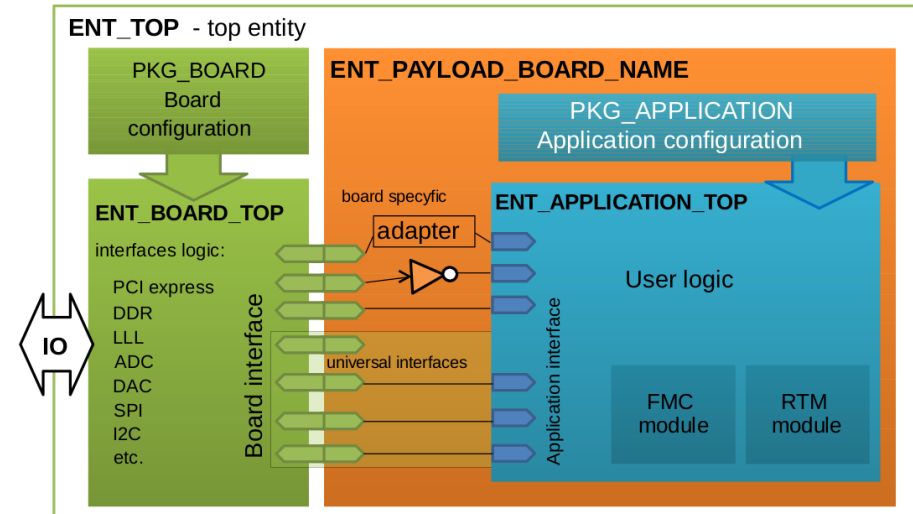 ENT_TOP - top entity
PKG_BOARD
Board
configuration
ENT_PAYLOAD_BOARD_NAME
PKG_APPLICATION
Application configuration
ENT_BOARD_TOP
interfaces logic:
PCI express
DDR
LLL
ADC
DAC
SPI
I2C
etc.
IO
Board interface
board specyfic
adapter
universal interfaces
ENT_APPLICATION_TOP
User logic
Application interface
FMC
module
RTM
module